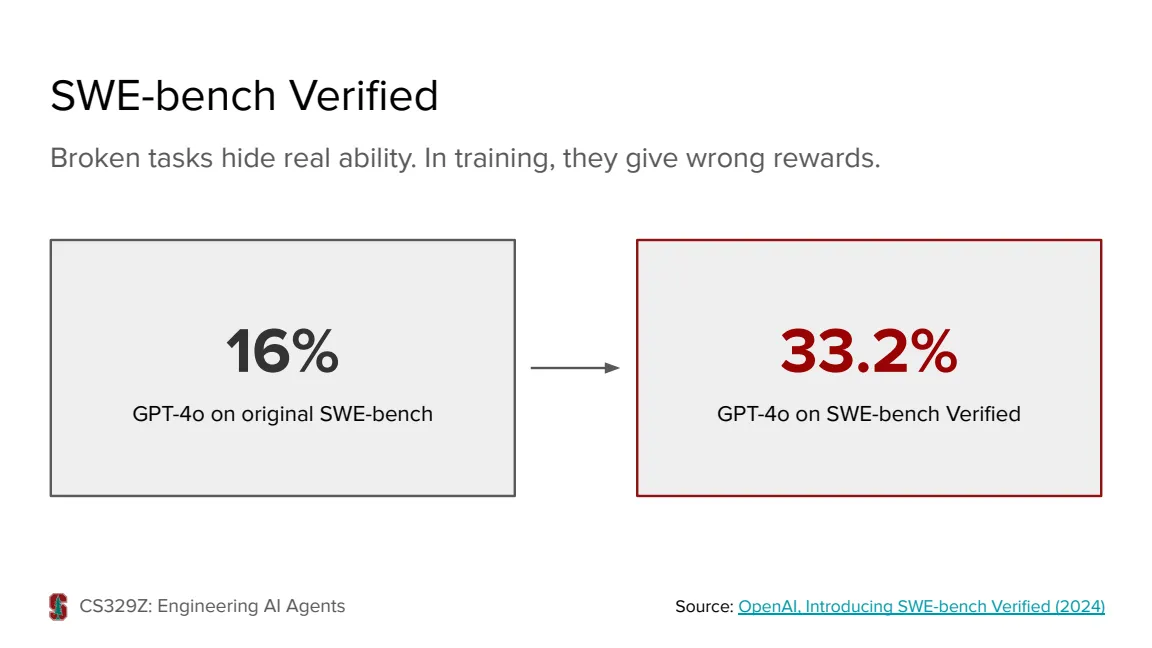 SWE-bench Verified
Broken tasks hide real ability. In training, they give wrong rewards.
16%
GPT-4o on original SWE-bench
33.2%
GPT-4o on SWE-bench Verified
CS329Z: Engineering AI Agents
Source: OpenAI, Introducing SWE-bench Verified (2024)